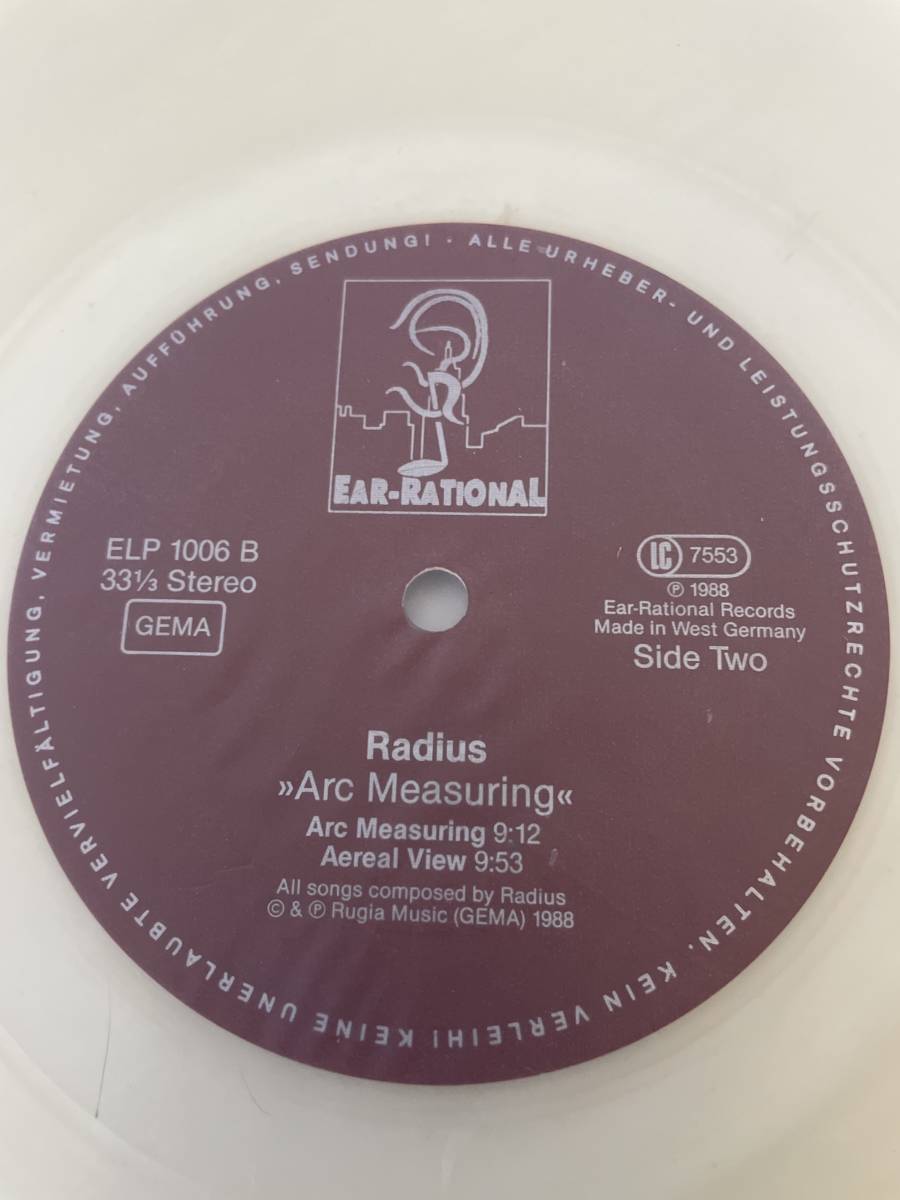 ALLE URHEBER- UND LEISTUNGSSCHUTZRECHTE VORBEHALTEN. KEIN VERLEIH! KEINE UNERLAUBTE VERVIELFÄLTIGUNG, VERMIETUNG, AUFFÜHRUNG, SENDUNG! ·
EAR-RATIONAL
ELP 1006 B
33⅓ Stereo
GEMA
LC 7553
℗ 1988
Ear-Rational Records
Made in West Germany
Side Two
Radius
»Arc Measuring«
Arc Measuring 9:12
Aereal View 9:53
All songs composed by Radius
© & ℗ Rugia Music (GEMA) 1988